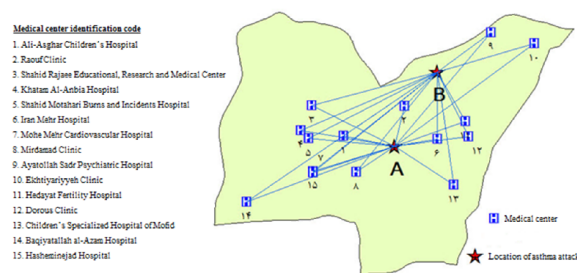 Medical center identification code
1. Ali-Asghar Children's Hospital
2. Raouf Clinic
3. Shahid Rajaee Educational, Research and Medical Center
4. Khatam Al-Anbia Hospital
5. Shahid Motahari Burns and Incidents Hospital
6. Iran Mehr Hospital
7. Mohe Mehr Cardiovascular Hospital
8. Mirdamad Clinic
9. Ayatollah Sadr Psychiatric Hospital
10. Ekhtiyariyyeh Clinic
11. Hedayat Fertility Hospital
12. Dorous Clinic
13. Children's Specialized Hospital of Mofid
14. Baqiyatallah al-Azam Hospital
15. Hasheminejad Hospital
H
۹
H
۱۰
B
H
۳
H
۲
H
H
۴
H
۵
H
۱
H
۶
H
۱۲
۷
A
H
۱۵
H
۸
H
۱۳
H
۱۴
H Medical center
Location of asthma attack